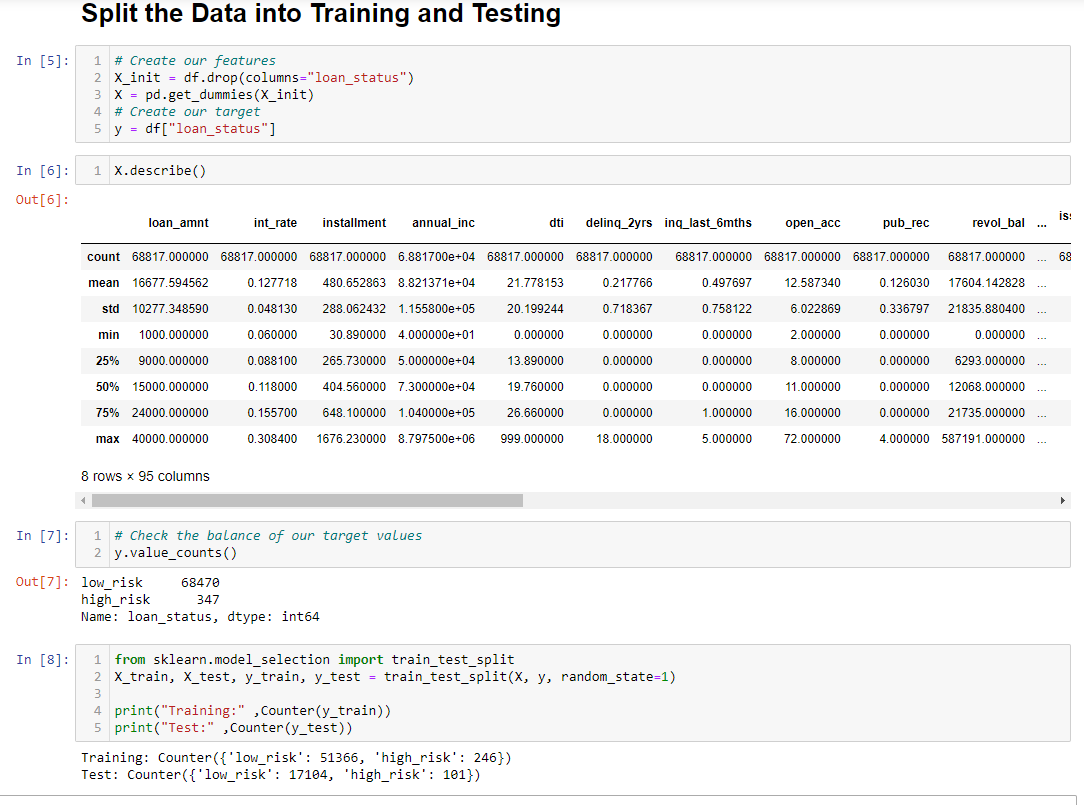 Split the Data into Training and Testing
In [5]:
1 # Create our features
2 X_init = df.drop(columns="loan_status")
3 X = pd.get_dummies(X_init)
4 # Create our target
5 y = df["loan_status"]
In [6]:
1 X.describe()
Out[6]:
loan_amnt int_rate installment annual_inc dti delinq_2yrs inq_last_6mths open_acc pub_rec revol_bal ... iss
count 68817.000000 68817.000000 68817.000000 6.881700e+04 68817.000000 68817.000000 68817.000000 68817.000000 68817.000000 68817.000000 ... 68
mean 16677.594562 0.127718 480.652863 8.821371e+04 21.778153 0.217766 0.497697 12.587340 0.126030 17604.142828 ...
std 10277.348590 0.048130 288.062432 1.155800e+05 20.199244 0.718367 0.758122 6.022869 0.336797 21835.880400 ...
min 1000.000000 0.060000 30.890000 4.000000e+01 0.000000 0.000000 0.000000 2.000000 0.000000 0.000000 ...
25% 9000.000000 0.088100 265.730000 5.000000e+04 13.890000 0.000000 0.000000 8.000000 0.000000 6293.000000 ...
50% 15000.000000 0.118000 404.560000 7.300000e+04 19.760000 0.000000 0.000000 11.000000 0.000000 12068.000000 ...
75% 24000.000000 0.155700 648.100000 1.040000e+05 26.660000 0.000000 1.000000 16.000000 0.000000 21735.000000 ...
max 40000.000000 0.308400 1676.230000 8.797500e+06 999.000000 18.000000 5.000000 72.000000 4.000000 587191.000000 ...
8 rows × 95 columns
In [7]:
1 # Check the balance of our target values
2 y.value_counts()
Out[7]:
low_risk 68470
high_risk 347
Name: loan_status, dtype: int64
In [8]:
1 from sklearn.model_selection import train_test_split
2 X_train, X_test, y_train, y_test = train_test_split(X, y, random_state=1)
3
4 print("Training:" ,Counter(y_train))
5 print("Test:" ,Counter(y_test))
Training: Counter({'low_risk': 51366, 'high_risk': 246})
Test: Counter({'low_risk': 17104, 'high_risk': 101})